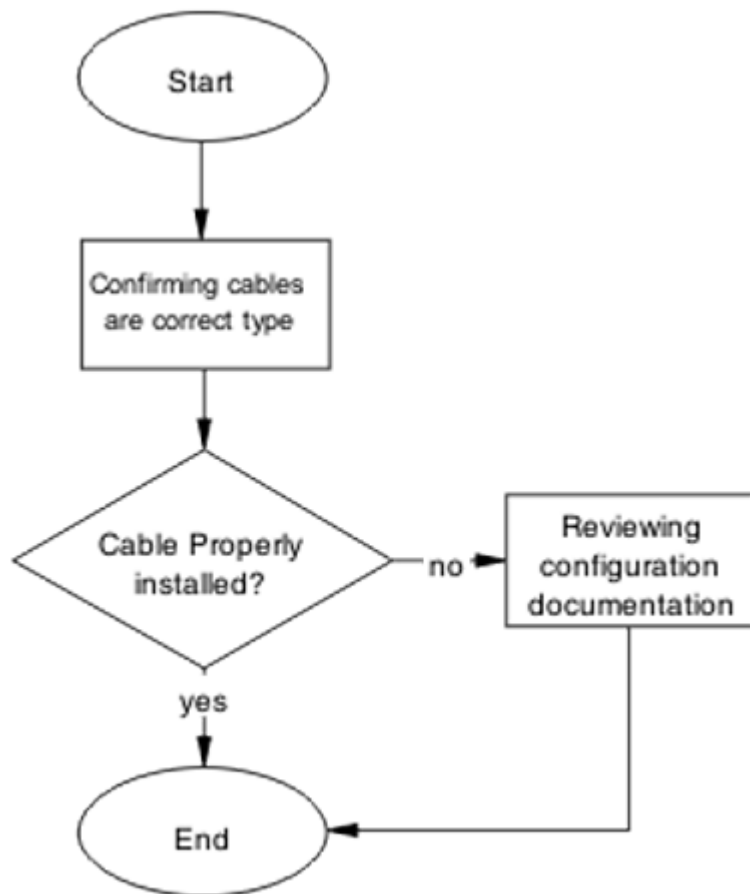 Start
Confirming cables
are correct type
Cable Properly
installed?
no
Reviewing
configuration
documentation
yes
End